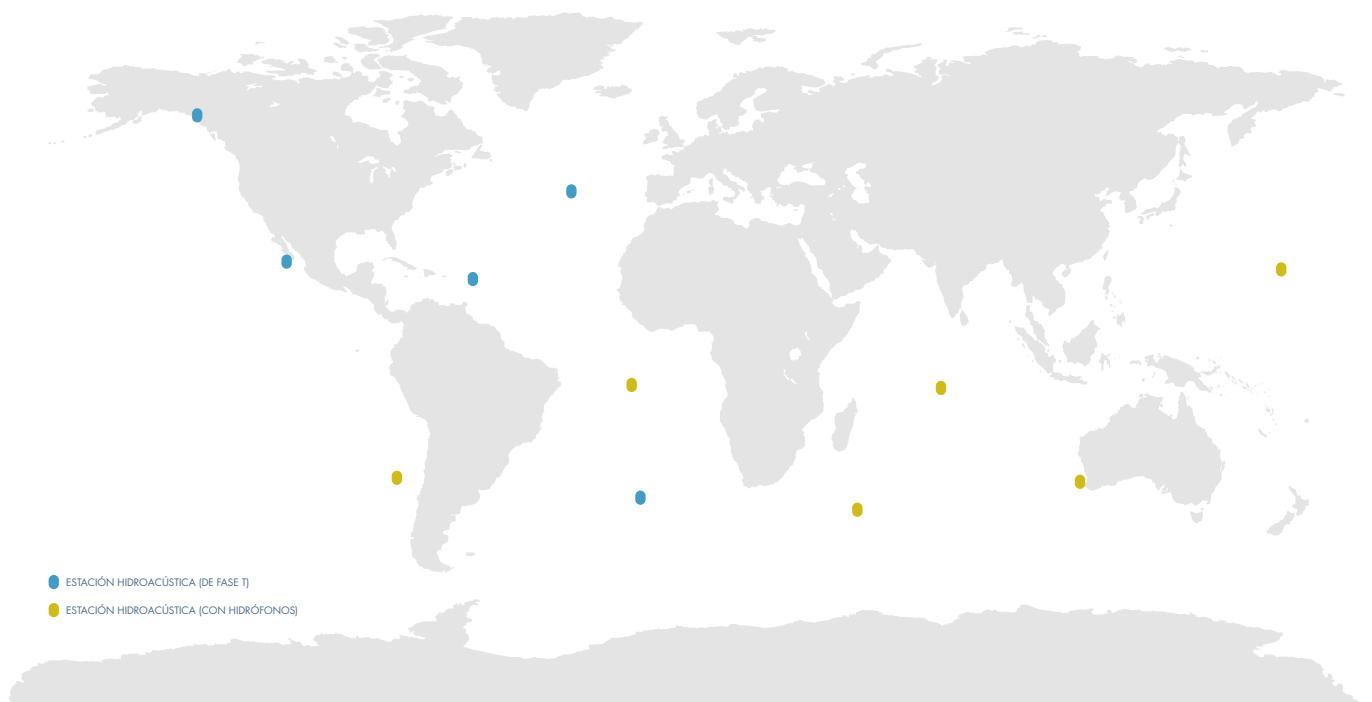 ESTACIÓN HIDROACÚSTICA (DE FASE T)
ESTACIÓN HIDROACÚSTICA (CON HIDRÓFONOS)